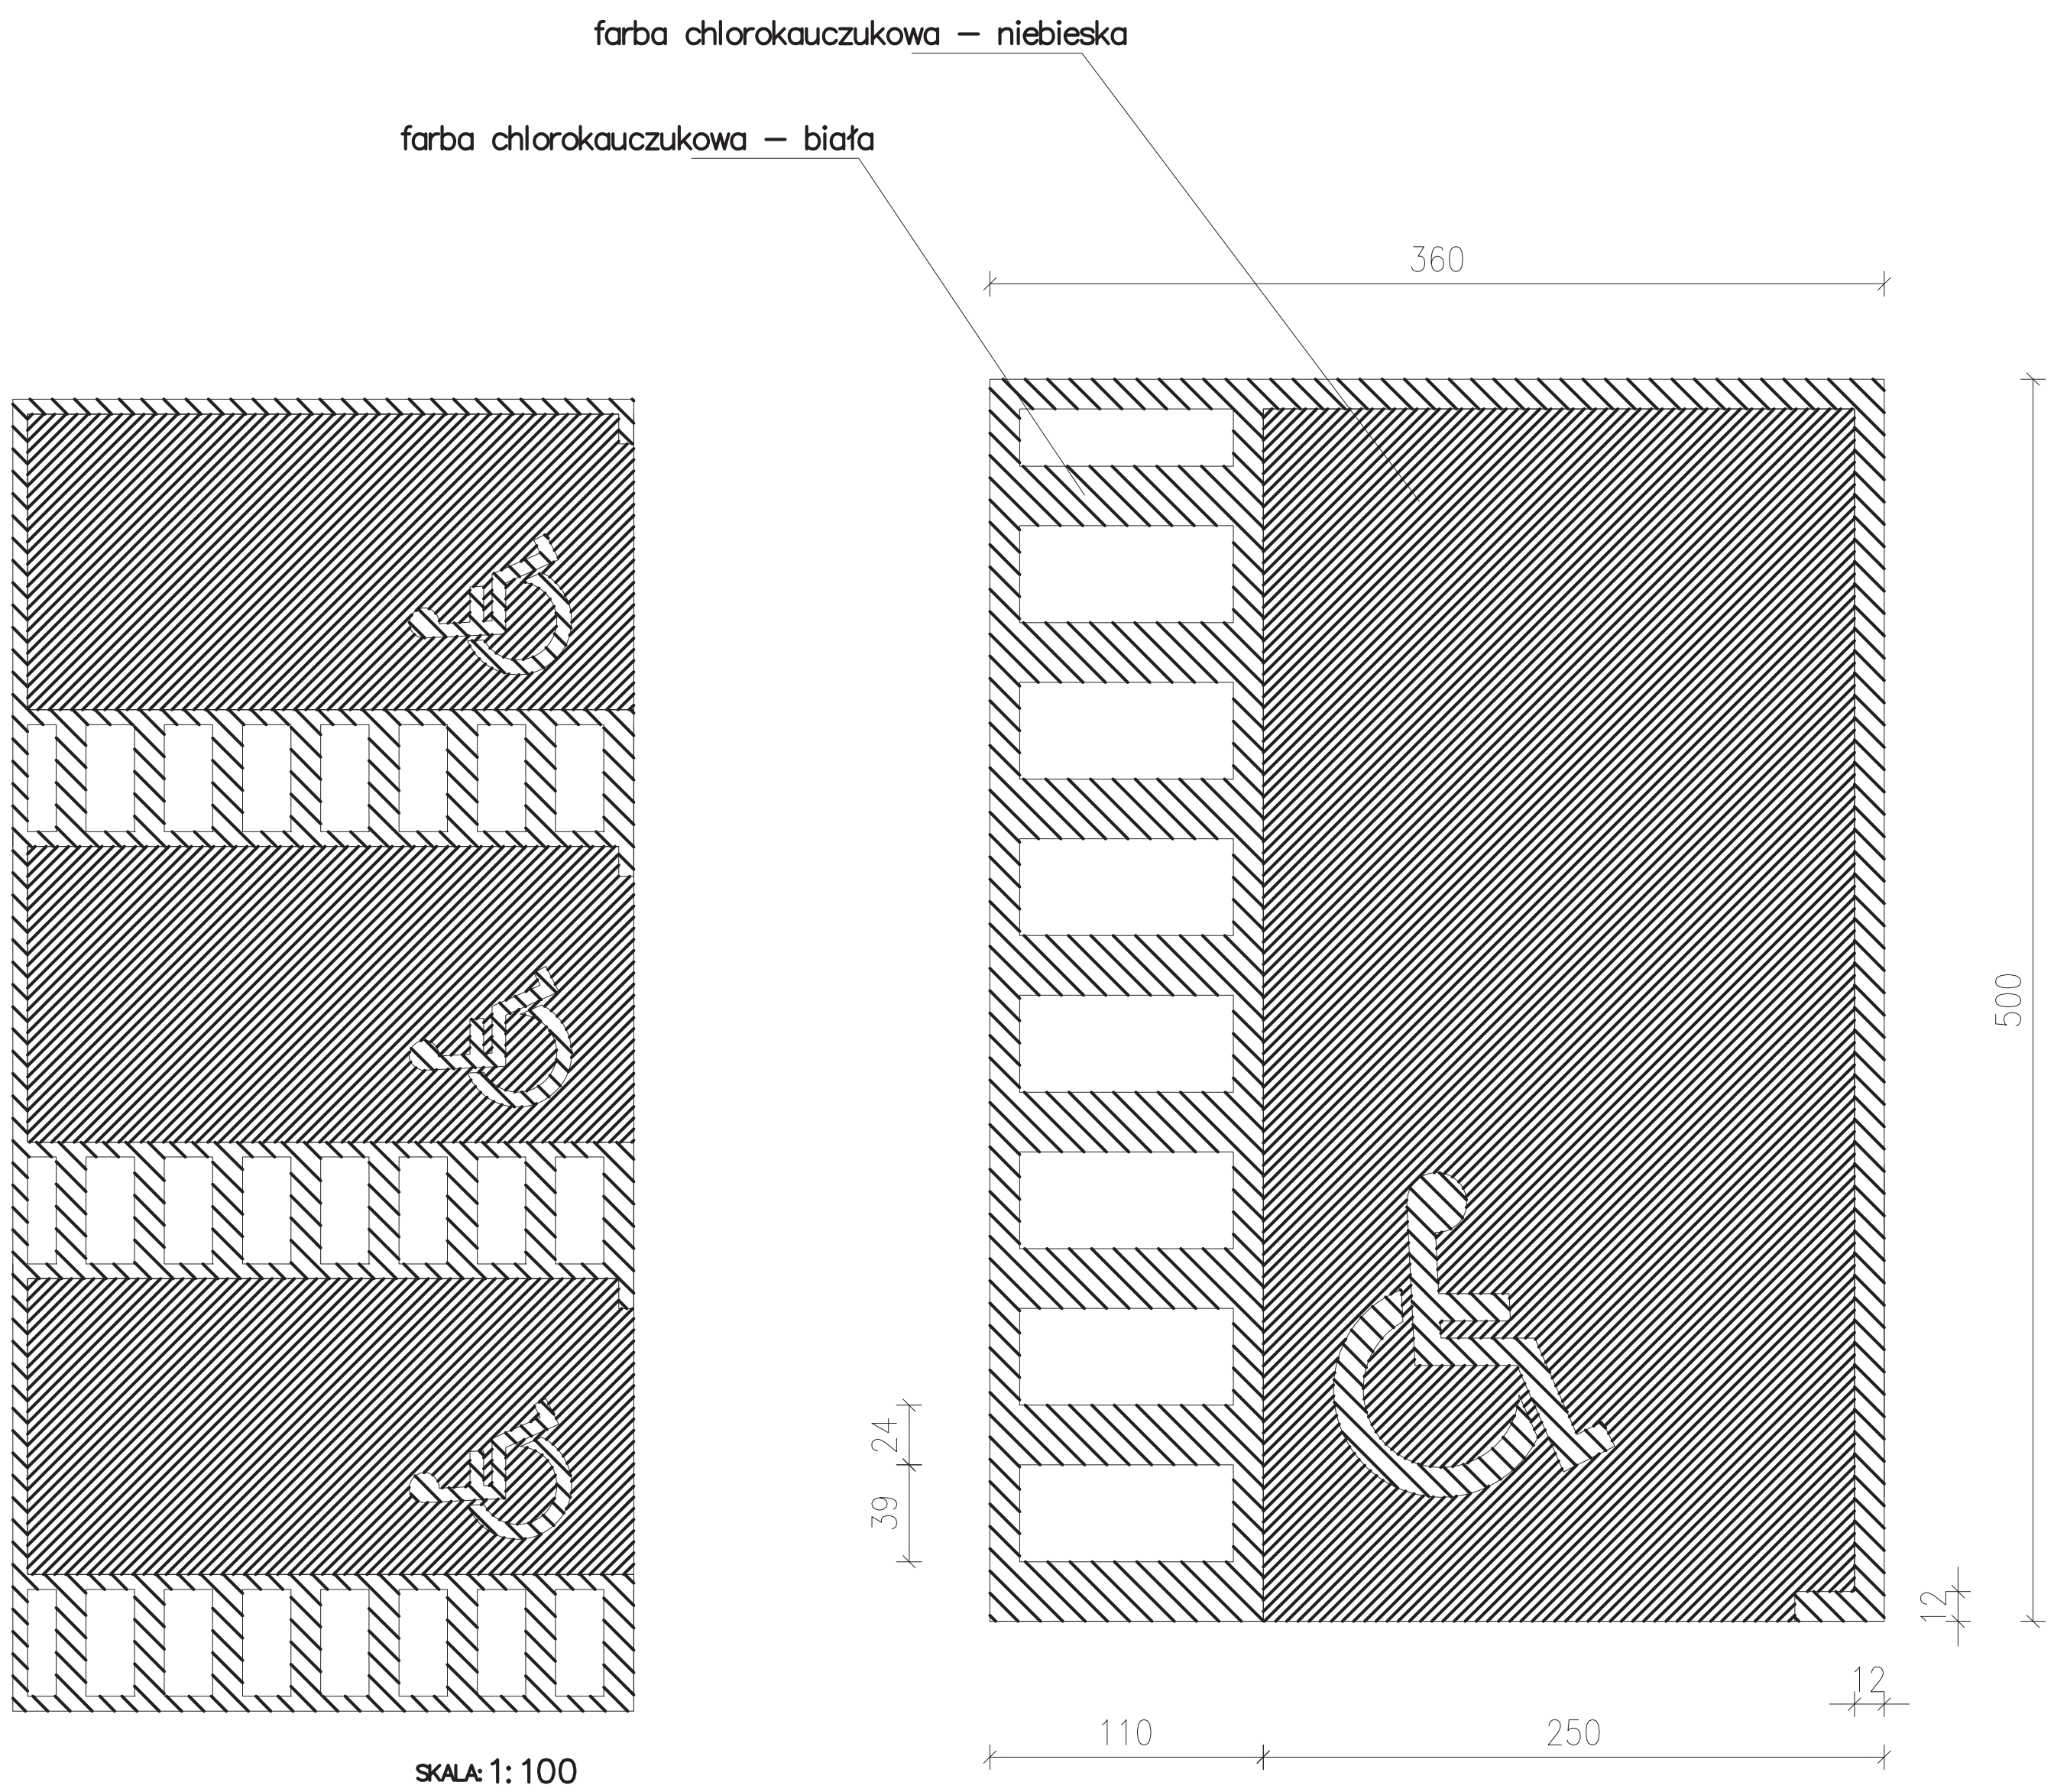 farba chlorokauczukowa – niebieska
farba chlorokauczukowa – biała
360
500
24
39
12
12
110
250
SKALA: 1:100